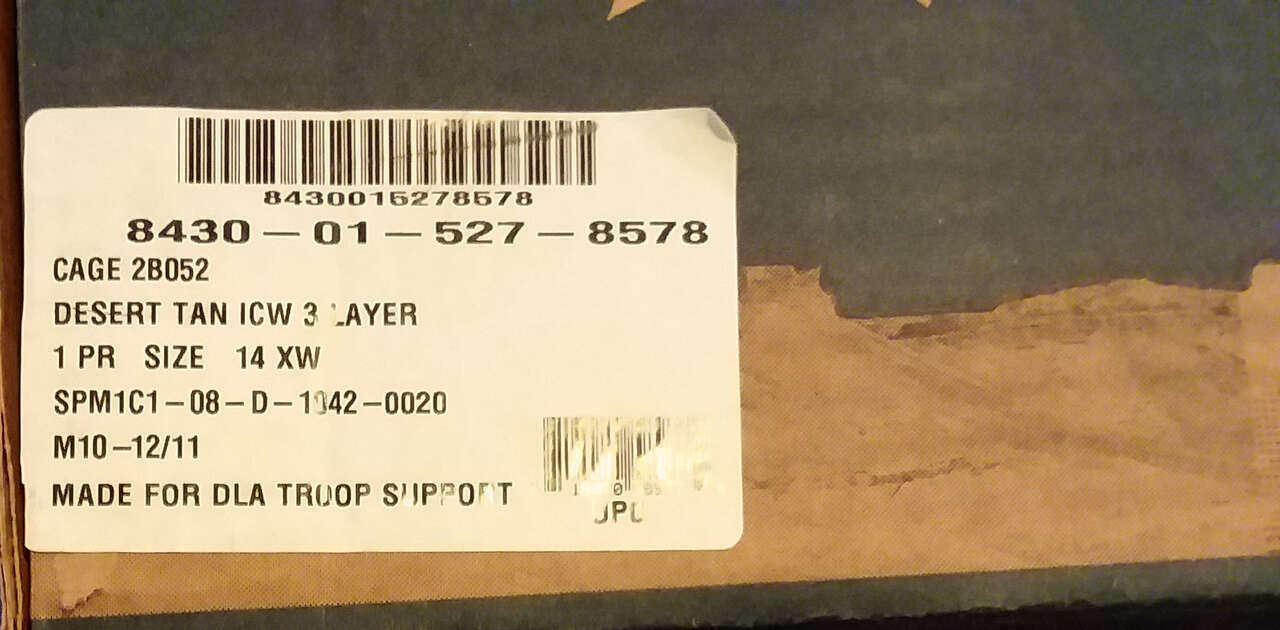 8430015278578
8430-01-527-8578
CAGE 2B052
DESERT TAN ICW 3 LAYER
1 PR SIZE 14 XW
SPM1C1-08-D-1042-0020
M10-12/11
MADE FOR DLA TROOP SUPPORT